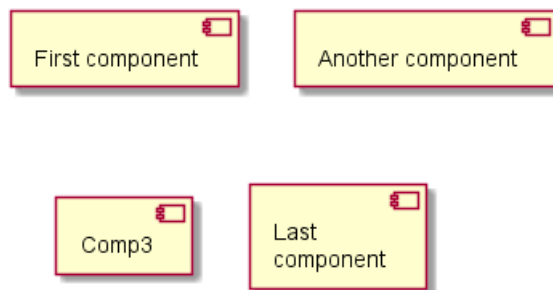 First component
Another component
Comp3
Last
component